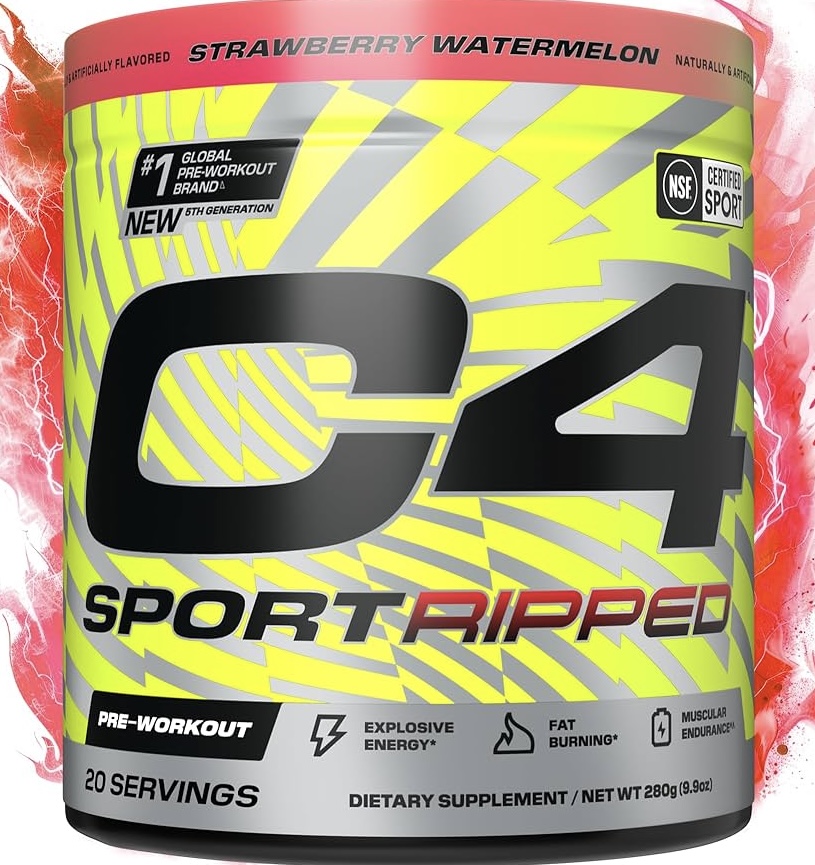 & ARTIFICIALLY FLAVORED STRAWBERRY WATERMELON NATURALLY &
#1 GLOBAL
PRE-WORKOUT
BRAND∆
NEW 5TH GENERATION
NSF
CERTIFIED
SPORT
C4
SPORT RIPPED
PRE-WORKOUT
EXPLOSIVE
ENERGY*
FAT
BURNING*
MUSCULAR
ENDURANCE^^
20 SERVINGS
DIETARY SUPPLEMENT / NET WT 280g (9.9oz)